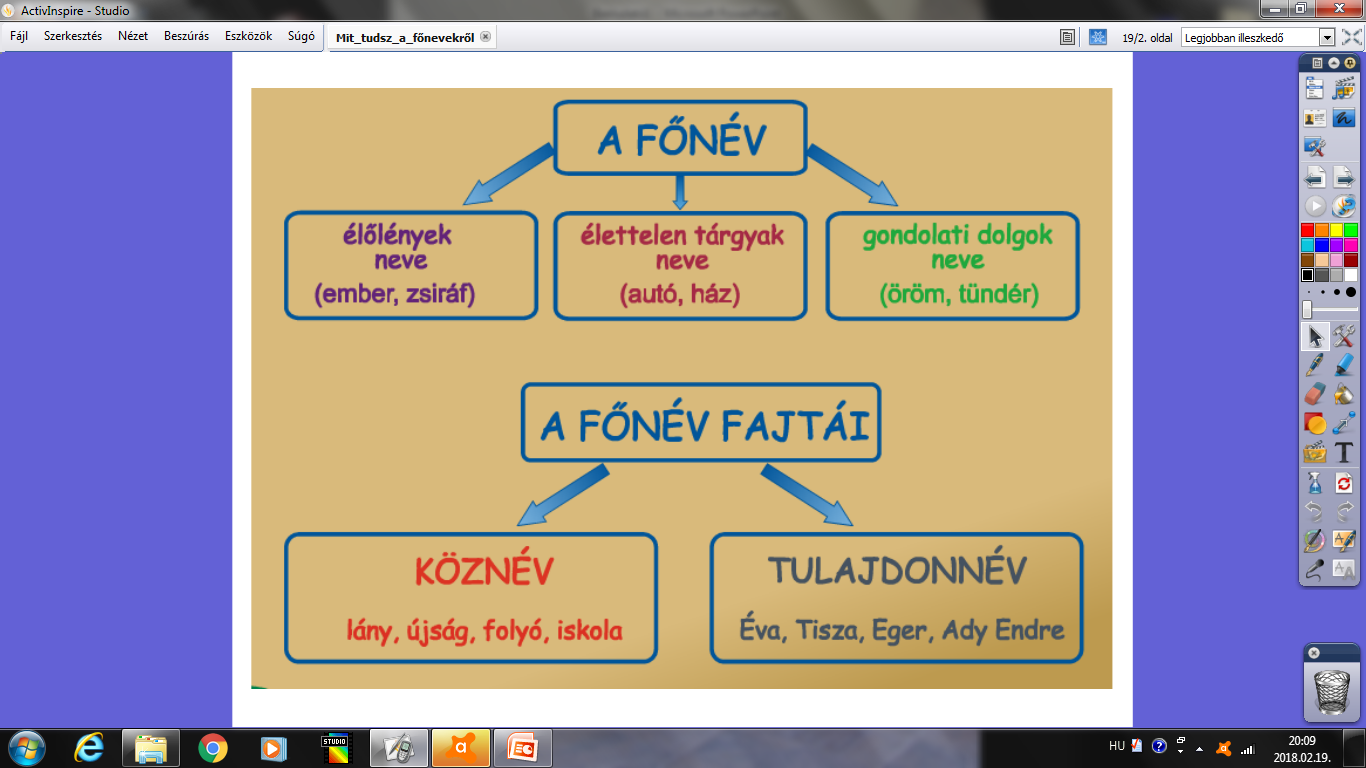 ActivInspire - Studio
Fájl Szerkesztés Nézet Beszúrás Eszközök Súgó
Mit_tudsz_a_főnevekről
19/2. oldal
Legjobban illeszkedő
A FŐNÉV
élőlények
neve
(ember, zsiráf)
élettelen tárgyak
neve
(autó, ház)
gondolati dolgok
neve
(öröm, tündér)
A FŐNÉV FAJTÁI
KÖZNÉV
lány, újság, folyó, iskola
TULAJDONNÉV
Éva, Tisza, Eger, Ady Endre
STUDIO
HU
20:09
2018.02.19.